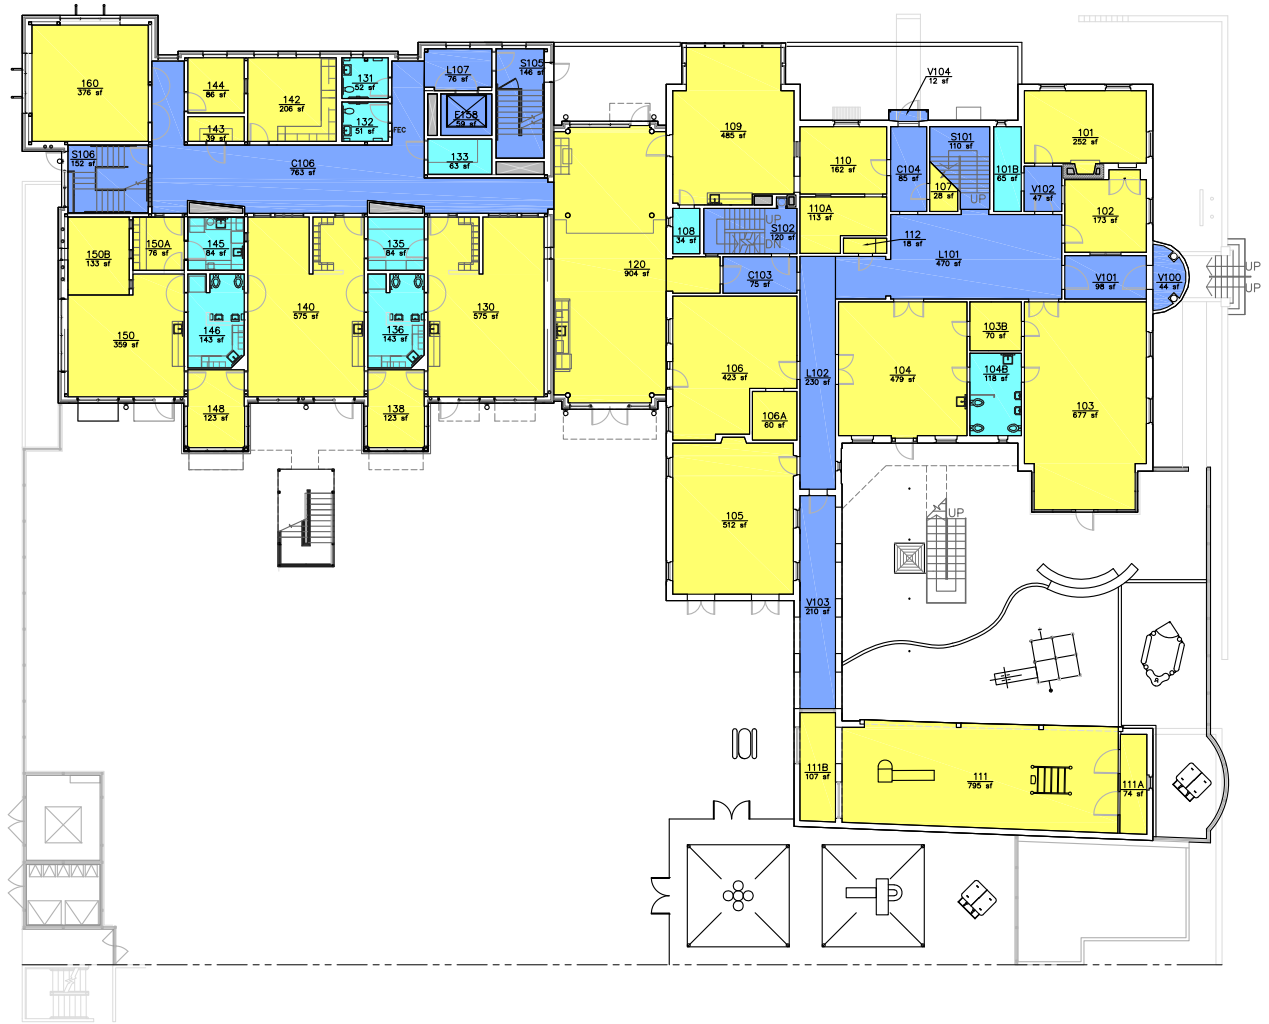 160
376 sf
144
86 sf
142
206 sf
143
39 sf
131
52 sf
132
51 sf
FEC
L107
76 sf
E158
59 sf
S105
146 sf
133
63 sf
S106
152 sf
C106
763 sf
150B
133 sf
150A
76 sf
145
84 sf
135
84 sf
150
359 sf
146
143 sf
140
575 sf
136
143 sf
130
575 sf
148
123 sf
138
123 sf
120
904 sf
109
485 sf
108
34 sf
UP
DN
S102
120 sf
C103
75 sf
110
162 sf
110A
113 sf
112
18 sf
V104
12 sf
C104
85 sf
S101
110 sf
107
28 sf
UP
101B
65 sf
V102
47 sf
101
252 sf
102
173 sf
L101
470 sf
V101
98 sf
V100
44 sf
UP
UP
106
423 sf
106A
60 sf
L102
230 sf
104
479 sf
103B
70 sf
104B
118 sf
103
677 sf
105
512 sf
UP
V103
210 sf
111B
107 sf
111
795 sf
111A
74 sf